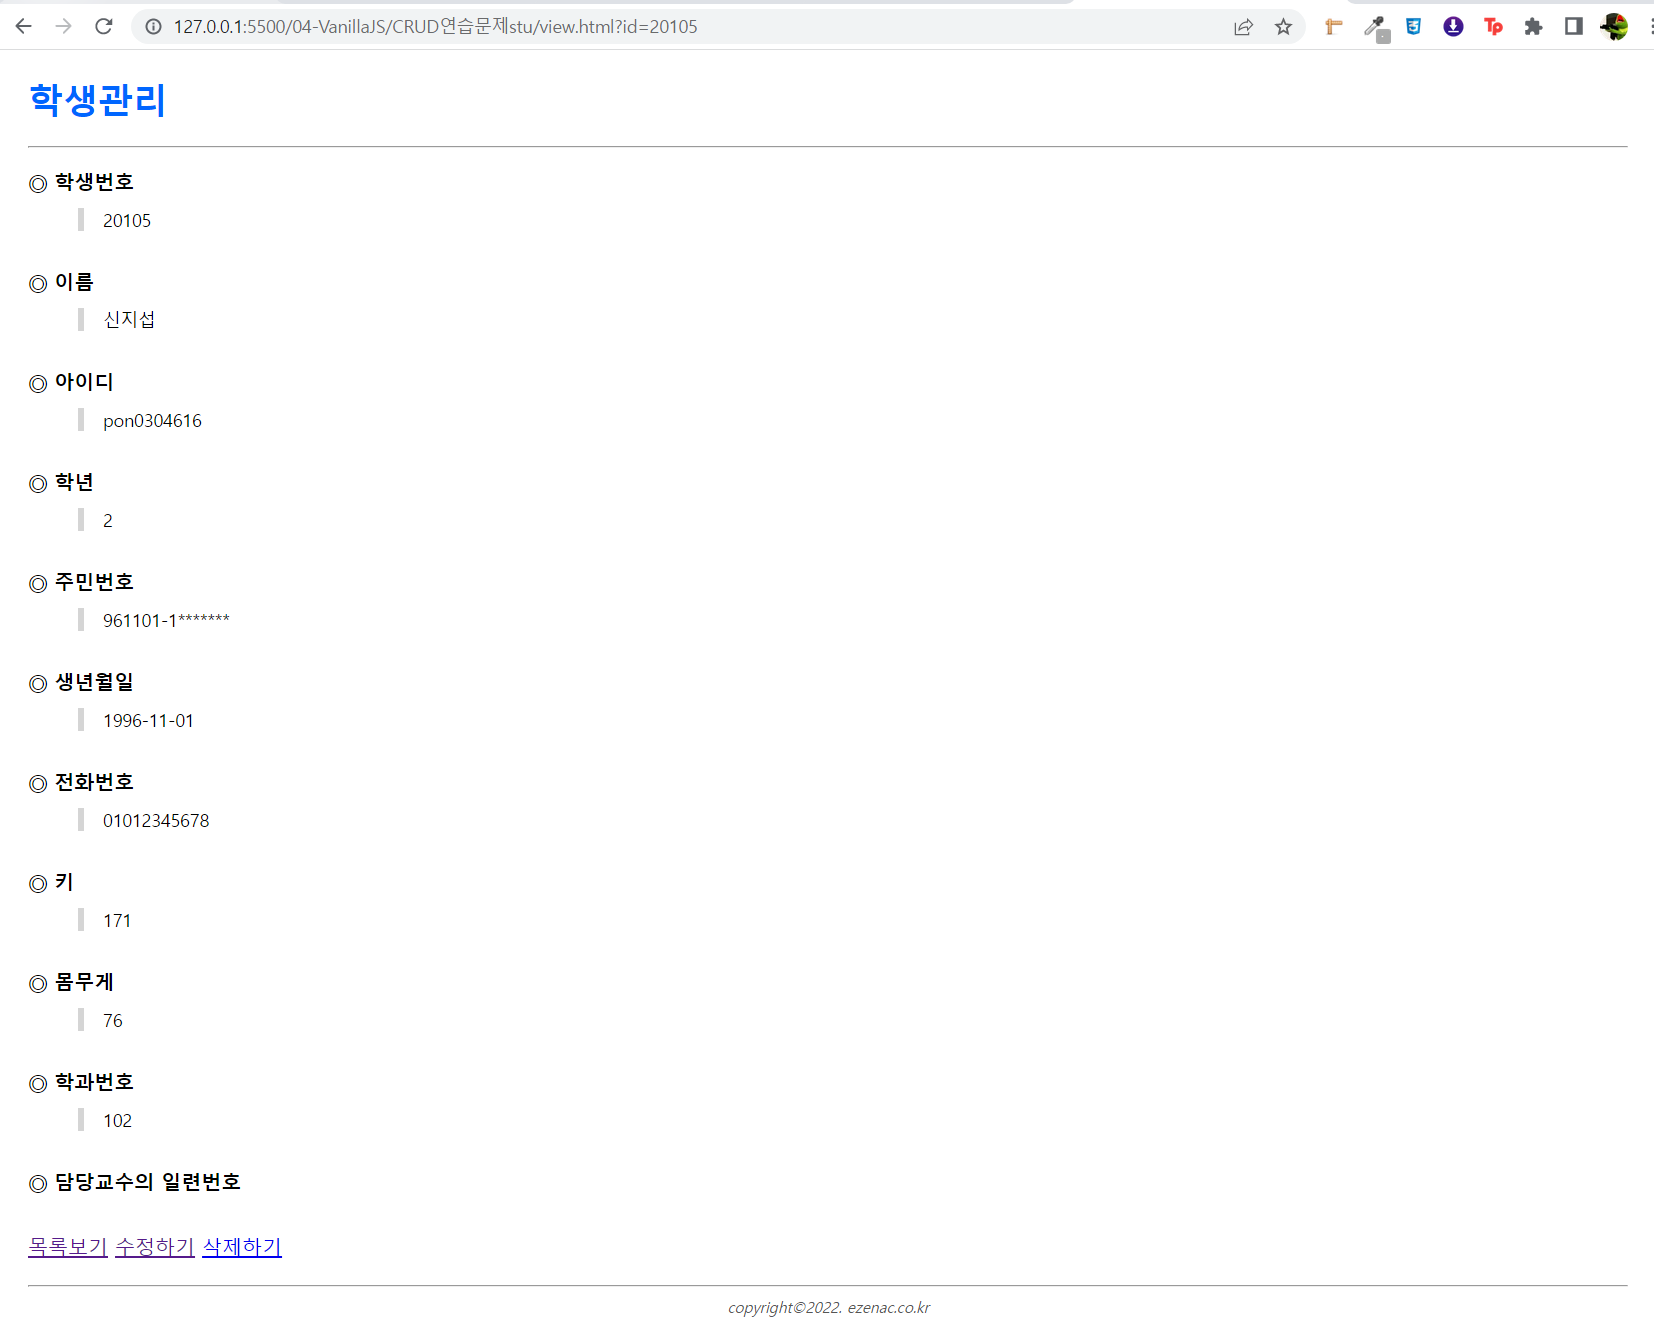 127.0.0.1:5500/04-VanillaJS/CRUD연습문제stu/view.html?id=20105
Tp
학생관리
◎ 학생번호
20105
◎ 이름
신지섭
◎ 아이디
pon0304616
◎ 학년
2
◎ 주민번호
961101-1*******
◎ 생년월일
1996-11-01
◎ 전화번호
01012345678
◎ 키
171
◎ 몸무게
76
◎ 학과번호
102
◎ 담당교수의 일련번호
목록보기 수정하기 삭제하기
copyright©2022. ezenac.co.kr